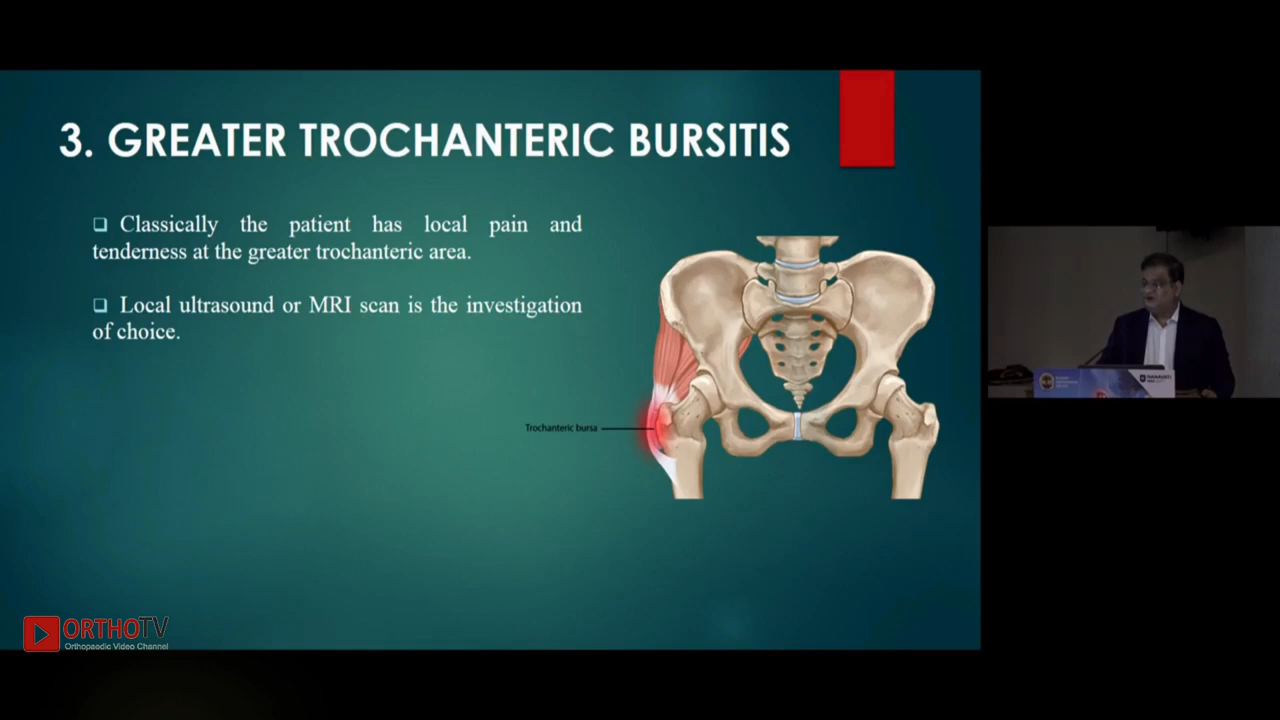 3. GREATER TROCHANTERIC BURSITIS
❑ Classically the patient has local pain and
tenderness at the greater trochanteric area.
❑ Local ultrasound or MRI scan is the investigation
of choice.
Trochanteric bursa
ORTHOTV
Orthopaedic Video Channel
NANAVATI